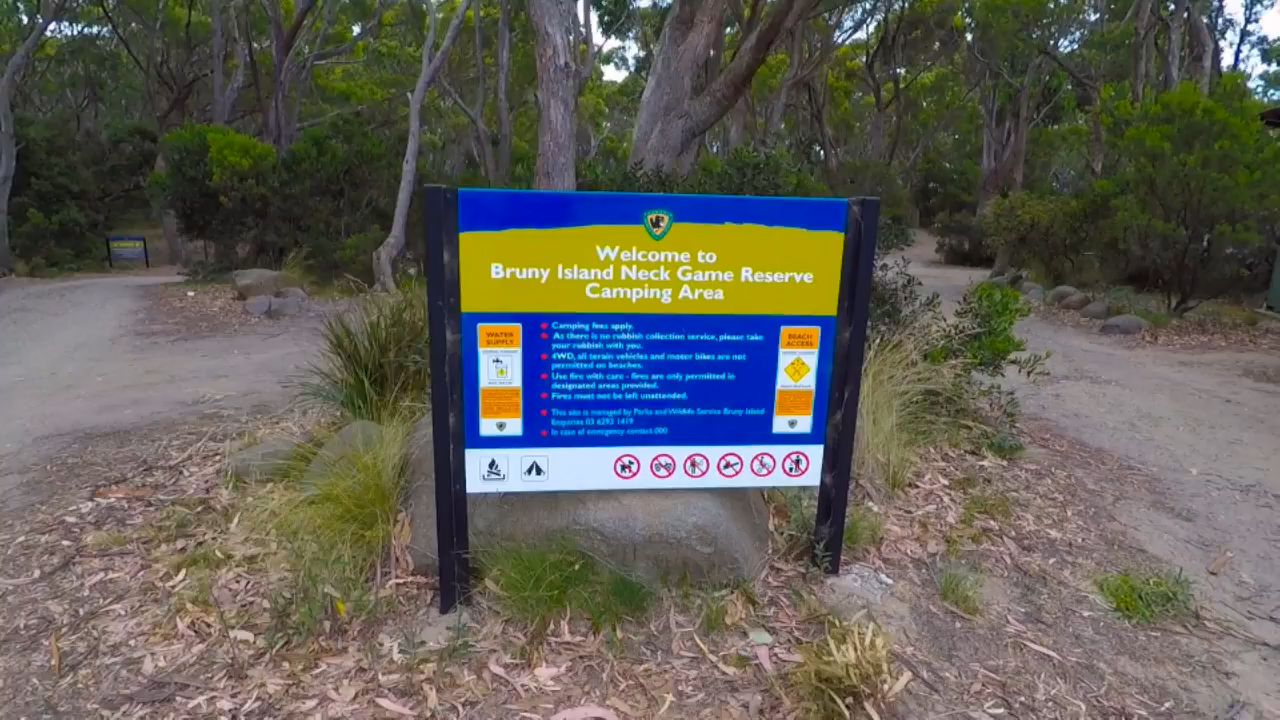 Welcome to
Bruny Island Neck Game Reserve
Camping Area
WATER
SUPPLY
BEACH
ACCESS
Camping fees apply.
As there is no rubbish collection service, please take
your rubbish with you.
4WD, all terrain vehicles and motor bikes are not
permitted on beaches.
Use fire with care - fires are only permitted in
designated areas provided.
Fires must not be left unattended.
This site is managed by Parks and Wildlife Service Bruny Island
Enquiries 03 6293 1419
In case of emergency contact 000